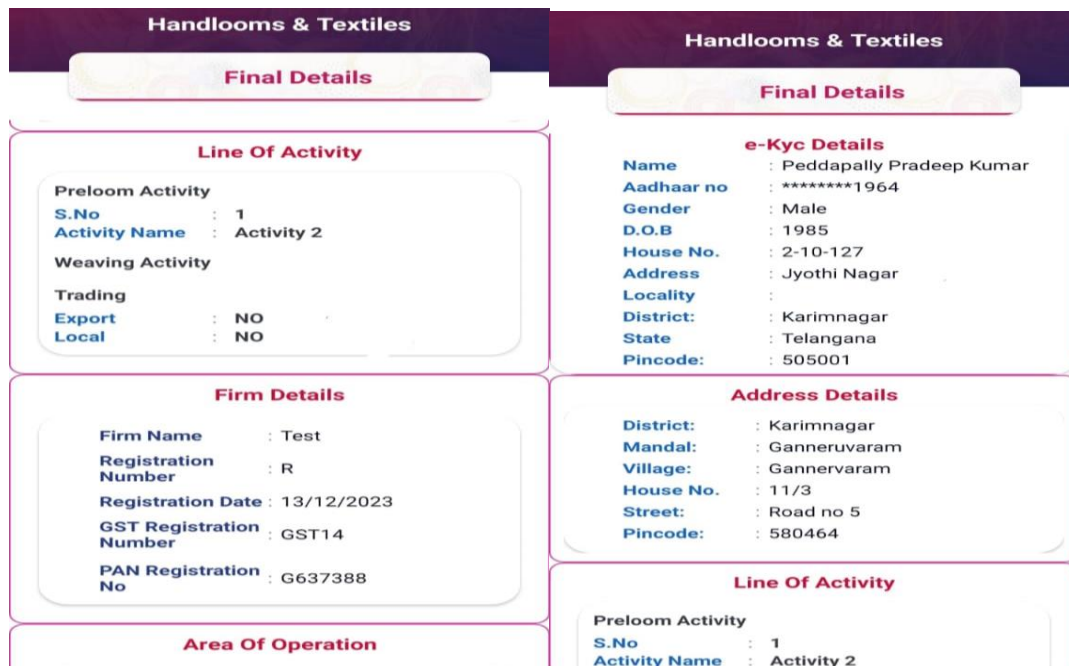 Handlooms & Textiles
Final Details
Line Of Activity
Preloom Activity
S.No : 1
Activity Name : Activity 2
Weaving Activity
Trading
Export : NO
Local : NO
Firm Details
Firm Name : Test
Registration
Number : R
Registration Date : 13/12/2023
GST Registration
Number : GST14
PAN Registration
No : G637388
Area Of Operation
Handlooms & Textiles
Final Details
e-Kyc Details
Name : Peddapally Pradeep Kumar
Aadhaar no : ********1964
Gender : Male
D.O.B : 1985
House No. : 2-10-127
Address : Jyothi Nagar
Locality :
District: : Karimnagar
State : Telangana
Pincode: : 505001
Address Details
District: : Karimnagar
Mandal: : Ganneruvaram
Village: : Gannervaram
House No. : 11/3
Street: : Road no 5
Pincode: : 580464
Line Of Activity
Preloom Activity
S.No : 1
Activity Name : Activity 2